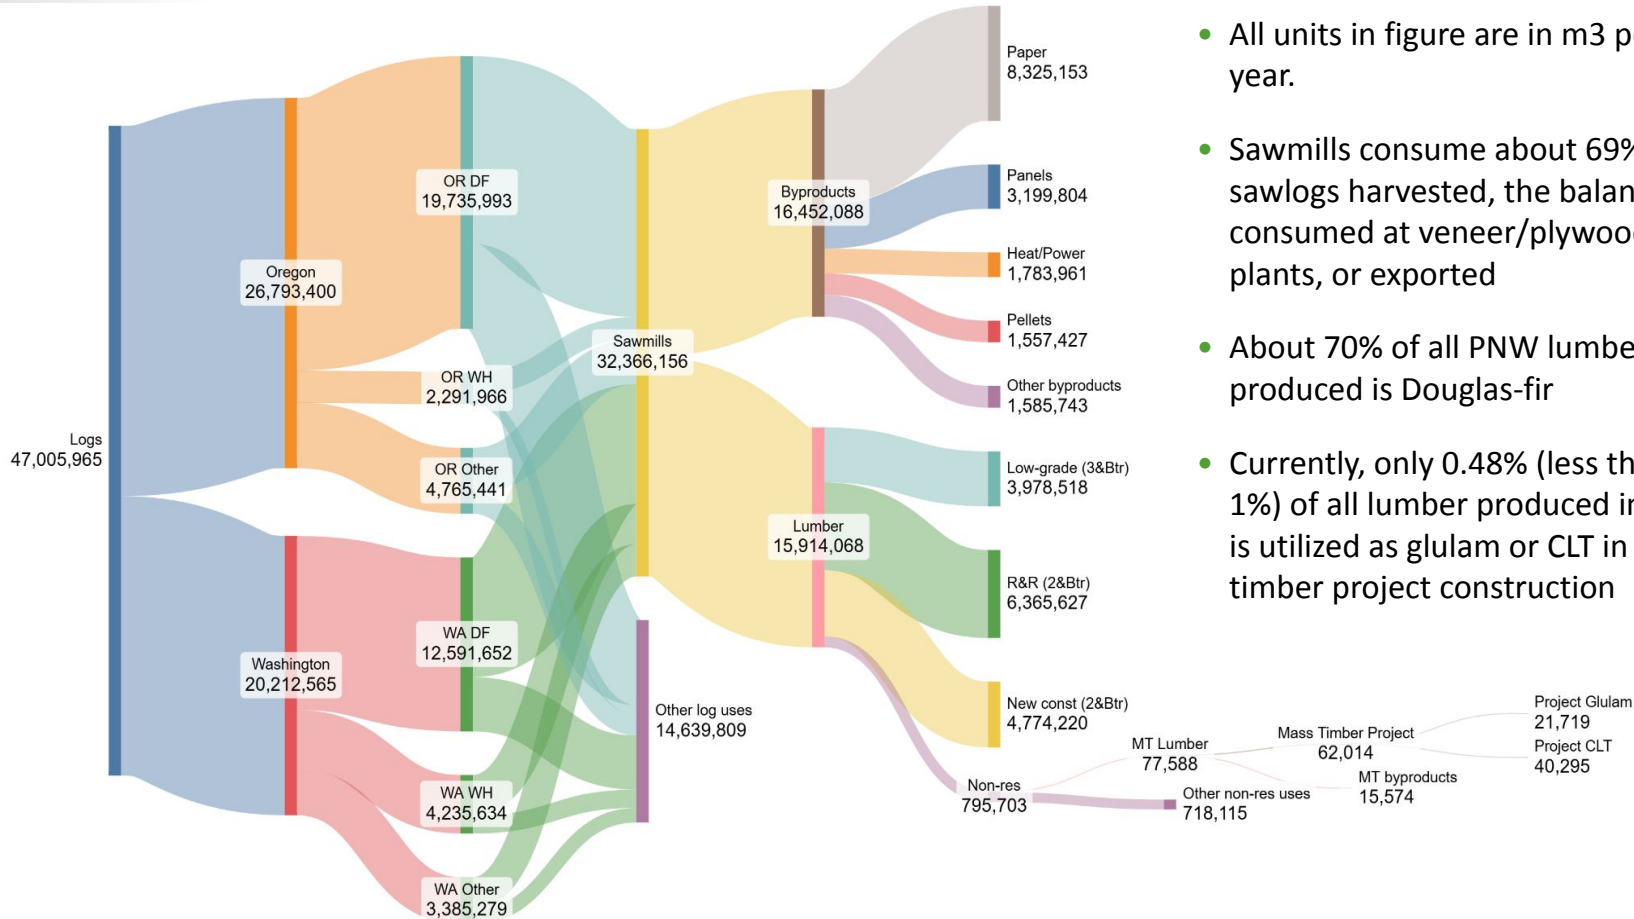 Logs
47,005,965
Oregon
26,793,400
Washington
20,212,565
OR DF
19,735,993
OR WH
2,291,966
OR Other
4,765,441
WA DF
12,591,652
WA WH
4,235,634
WA Other
3,385,279
Sawmills
32,366,156
Other log uses
14,639,809
Byproducts
16,452,088
Lumber
15,914,068
Paper
8,325,153
Panels
3,199,804
Heat/Power
1,783,961
Pellets
1,557,427
Other byproducts
1,585,743
Low-grade (3&Btr)
3,978,518
R&R (2&Btr)
6,365,627
New const (2&Btr)
4,774,220
Non-res
795,703
MT Lumber
77,588
Other non-res uses
718,115
Mass Timber Project
62,014
MT byproducts
15,574
Project Glulam
21,719
Project CLT
40,295
• All units in figure are in m3
year.
• Sawmills consume about 69%
sawlogs harvested, the
consumed at
plants, or exported
• About 70% of all PNW
produced is Douglas-fir
• Currently, only 0.48% (less
1%) of all lumber produced
is utilized as glulam or CLT in
timber project construction